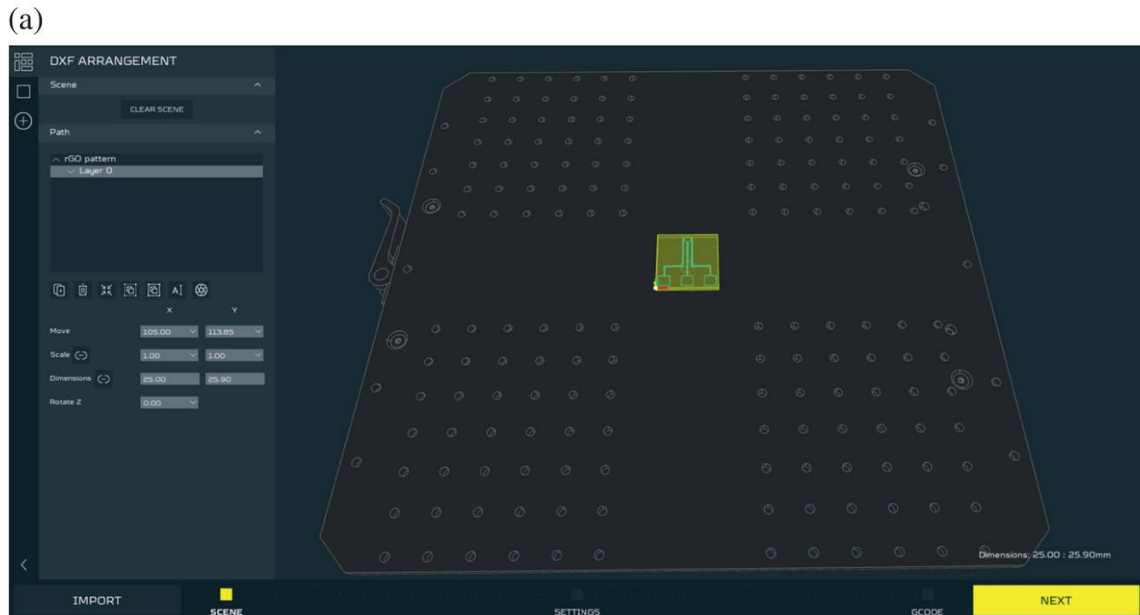 (a)
DXF ARRANGEMENT
Scene
CLEAR SCENE
Path
rGO pattern
Layer 0
X Y
Move 105.00 113.85
Scale 1.00 1.00
Dimensions 25.00 25.90
Rotate Z 0.00
Dimensions: 25.00 : 25.90mm
IMPORT
SCENE
SETTINGS
GCODE
NEXT